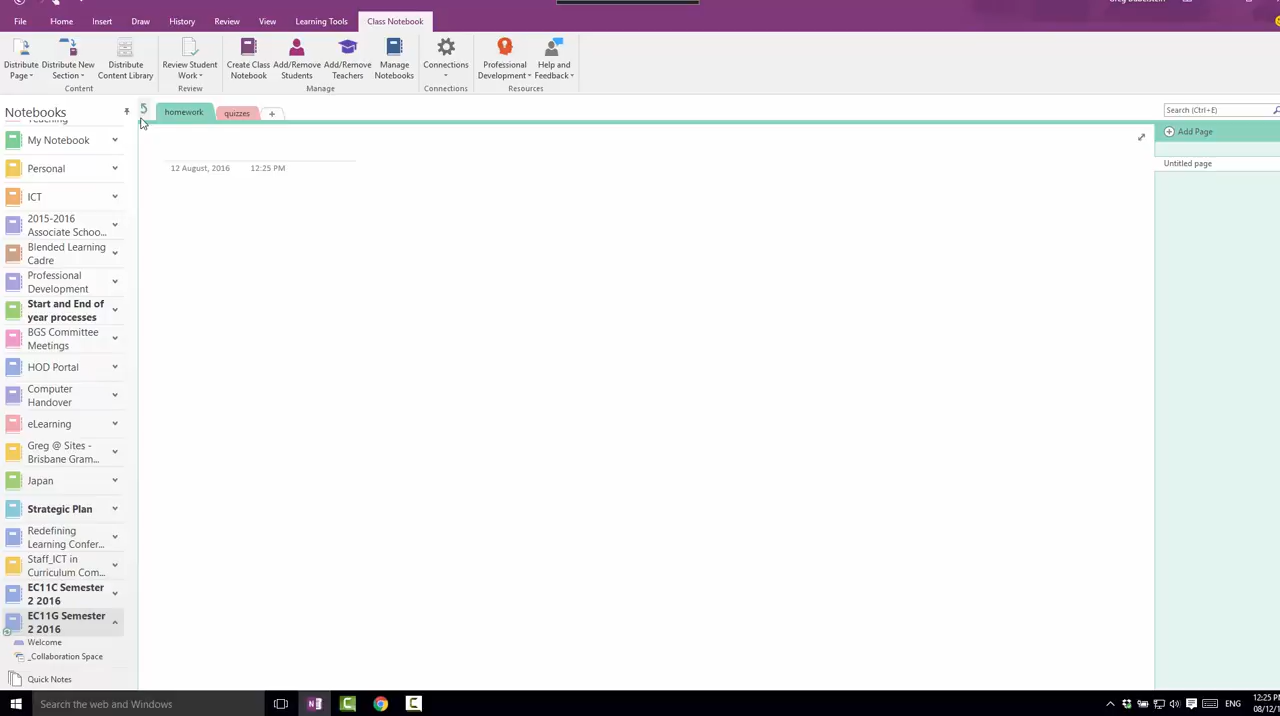 File Home Insert Draw History Review View Learning Tools Class Notebook
Distribute Page Distribute New Section Distribute Content Library Review Student Work Create Class Notebook Add/Remove Students Add/Remove Teachers Manage Notebooks Connections Professional Development Help and Feedback
Content Review Manage Connections Resources
Notebooks
homework quizzes +
Search (Ctrl+E)
Add Page
Untitled page
12 August, 2016 12:25 PM
My Notebook
Personal
ICT
2015-2016
Associate Schoo...
Blended Learning
Cadre
Professional
Development
Start and End of
year processes
BGS Committee
Meetings
HOD Portal
Computer
Handover
eLearning
Greg @ Sites -
Brisbane Gram...
Japan
Strategic Plan
Redefining
Learning Confer...
Staff_ICT in
Curriculum Com...
EC11C Semester
2 2016
EC11G Semester
2 2016
Welcome
_Collaboration Space
Quick Notes
Search the web and Windows
ENG
12:25 P
08/12/